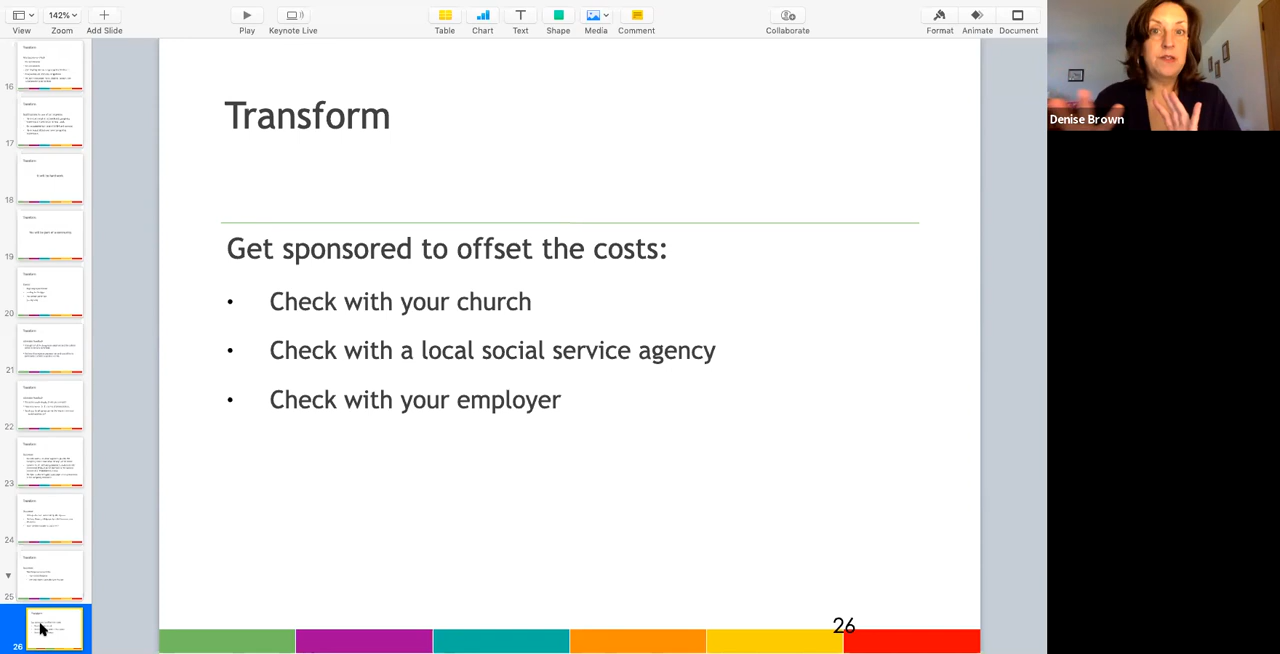 142%
View
Zoom
Add Slide
Play
Keynote Live
Table
Chart
Text
Shape
Media
Comment
Collaborate
Format
Animate
Document
16
17
18
19
20
21
22
23
24
25
26
Transform
Get sponsored to offset the costs:
• Check with your church
• Check with a local social service agency
• Check with your employer
26
Denise Brown